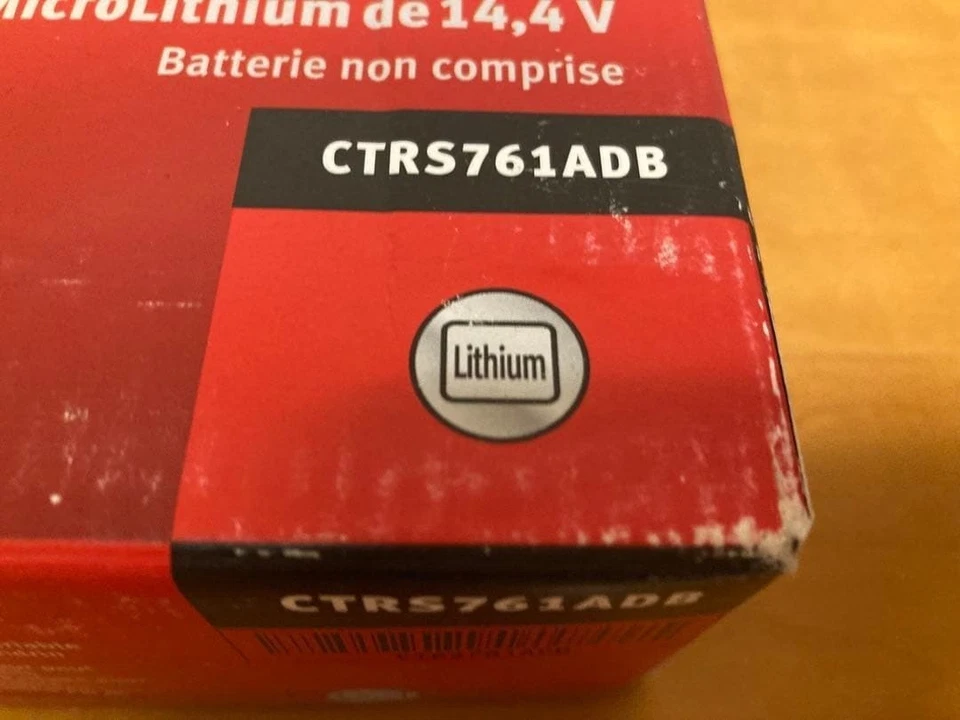 MicroLithium de 14,4 V
Batterie non comprise
CTRS761ADB
Lithium
CTRS761ADB